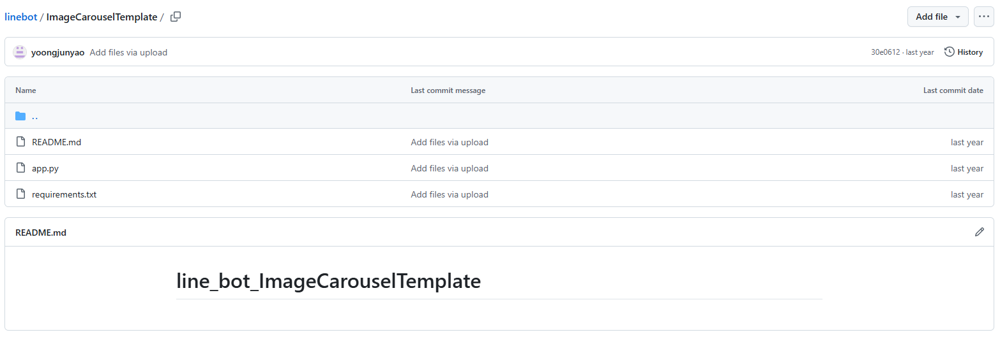 linebot / ImageCarouselTemplate /
Add file
yoongjunyao Add files via upload
30e0612 · last year
History
Name Last commit message Last commit date
..
README.md Add files via upload last year
app.py Add files via upload last year
requirements.txt Add files via upload last year
README.md
line_bot_ImageCarouselTemplate